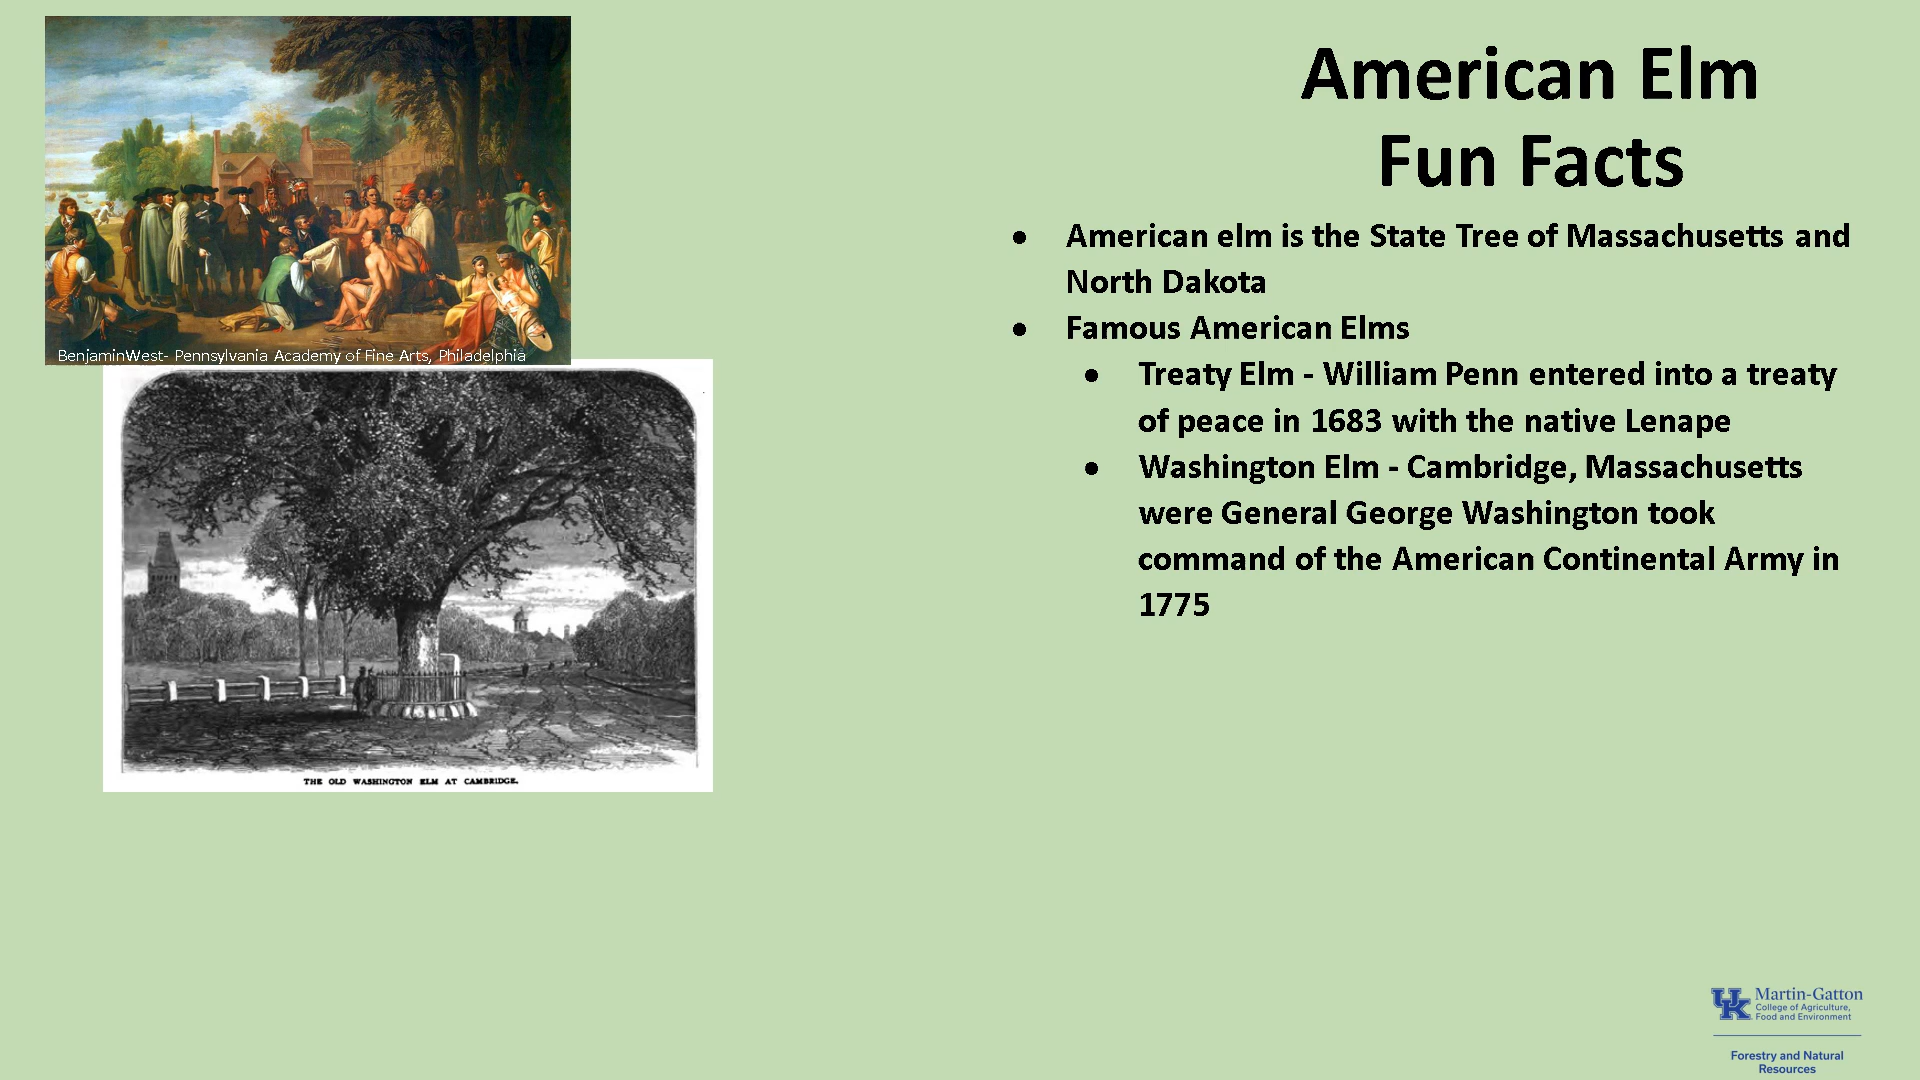 American Elm
Fun Facts
• American elm is the State Tree of Massachusetts and
North Dakota
• Famous American Elms
• Treaty Elm - William Penn entered into a treaty
of peace in 1683 with the native Lenape
• Washington Elm - Cambridge, Massachusetts
were General George Washington took
command of the American Continental Army in
1775
BenjaminWest- Pennsylvania Academy of Fine Arts, Philadelphia
THE OLD WASHINGTON ELM AT CAMBRIDGE.
UK Martin-Gatton
College of Agriculture,
Food and Environment
Forestry and Natural
Resources